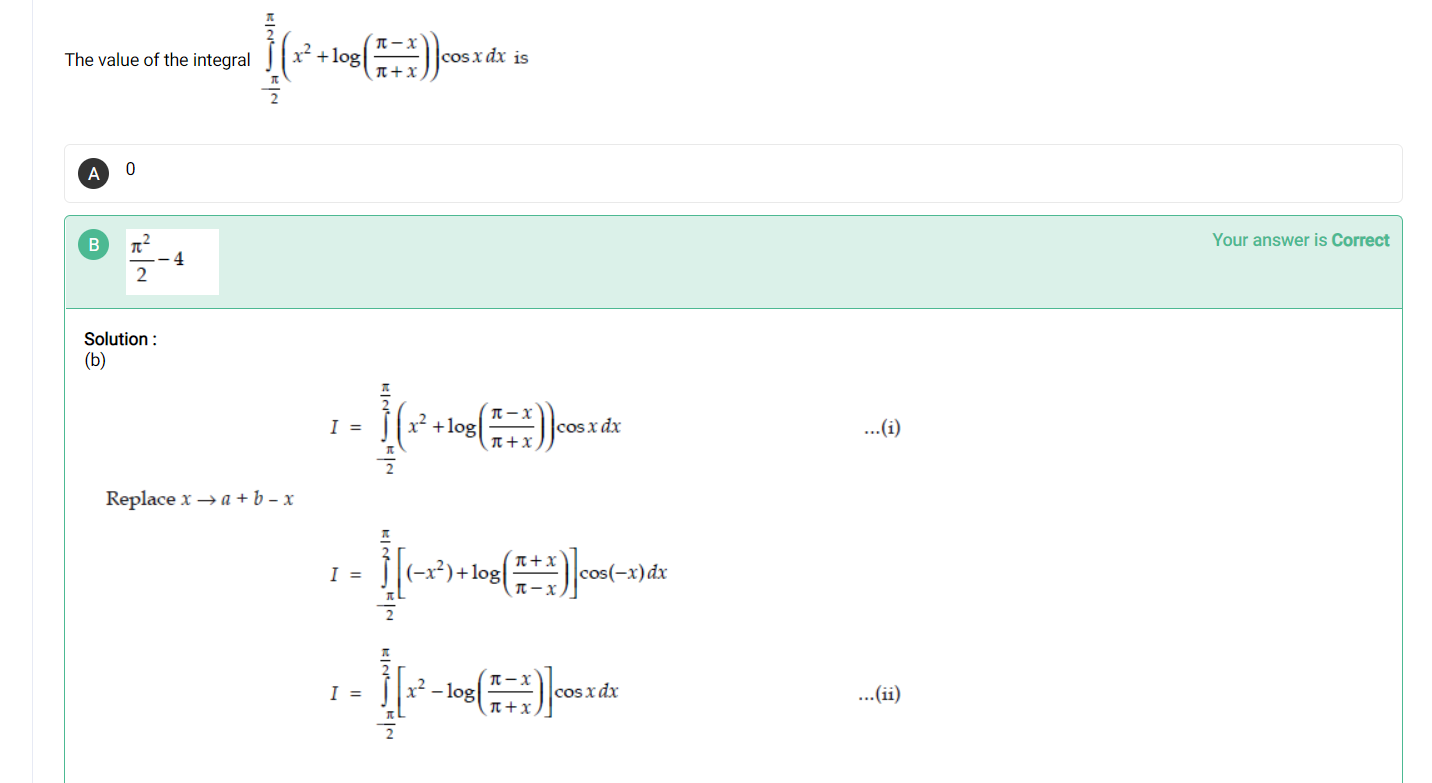 The value of the integral $\int_{-\frac{\pi}{2}}^{\frac{\pi}{2}} \left( x^2 + \log\left(\frac{\pi - x}{\pi + x}\right) \right) \cos x \, dx$ is
A 0
B $\frac{\pi^2}{2} - 4$ Your answer is Correct
Solution :
(b)
$I = \int_{-\frac{\pi}{2}}^{\frac{\pi}{2}} \left( x^2 + \log\left(\frac{\pi - x}{\pi + x}\right) \right) \cos x \, dx$ ...(i)
Replace $x \to a + b - x$
$I = \int_{-\frac{\pi}{2}}^{\frac{\pi}{2}} \left[ (-x^2) + \log\left(\frac{\pi + x}{\pi - x}\right) \right] \cos(-x) \, dx$
$I = \int_{-\frac{\pi}{2}}^{\frac{\pi}{2}} \left[ x^2 - \log\left(\frac{\pi - x}{\pi + x}\right) \right] \cos x \, dx$ ...(ii)